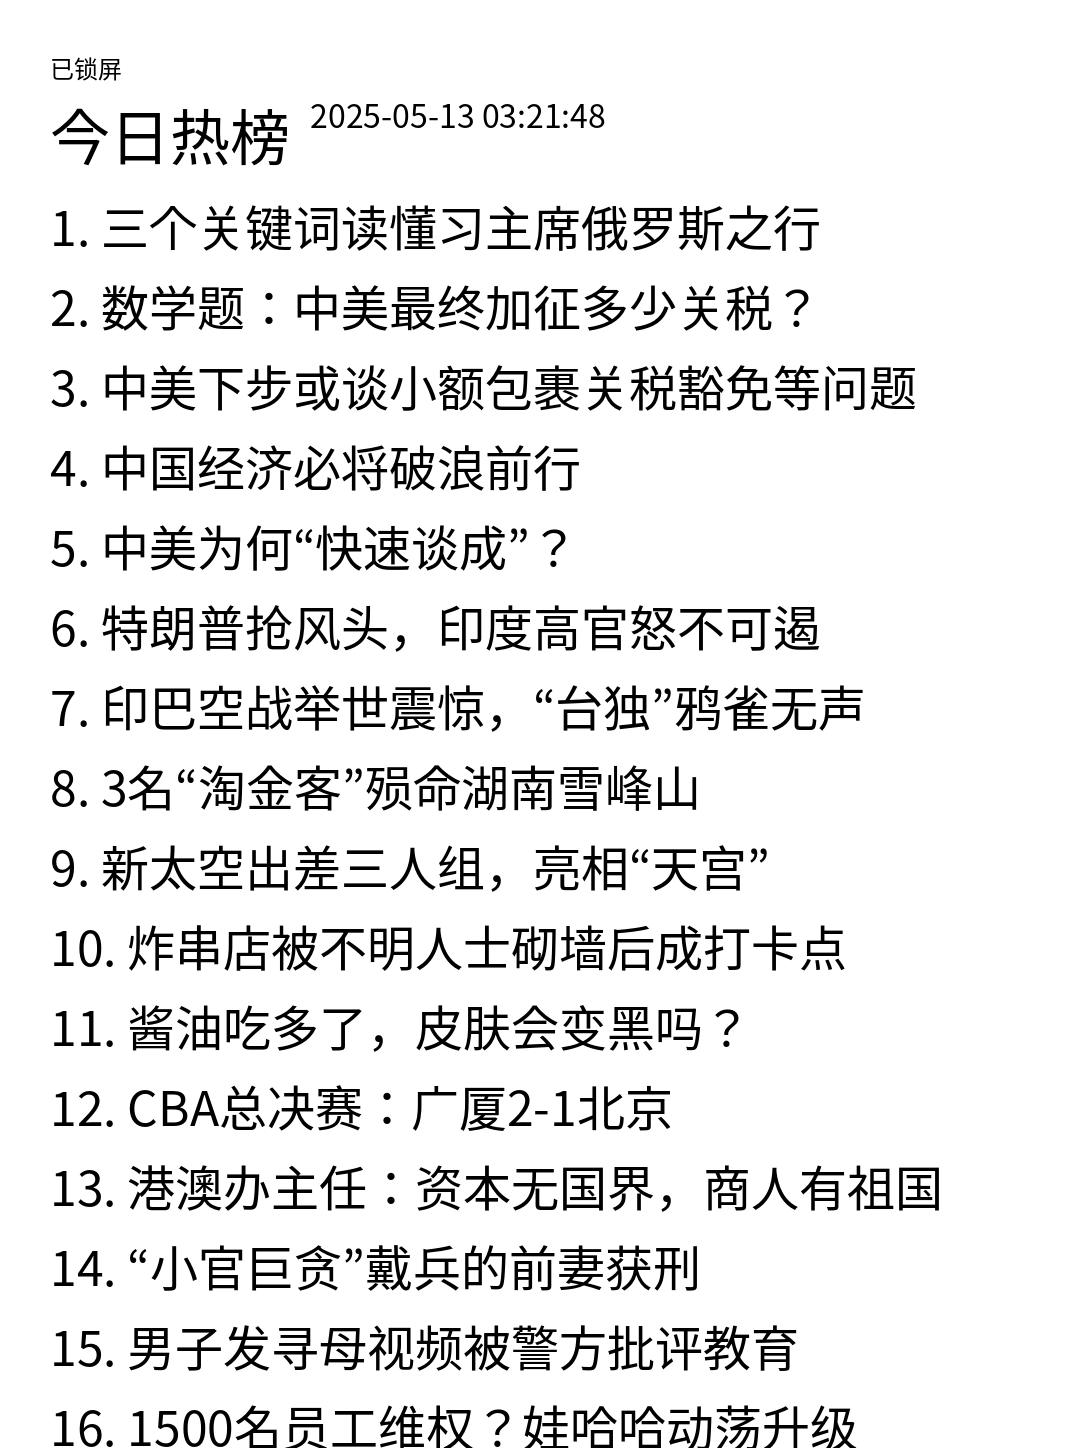 已锁屏
今日热榜 2025-05-13 03:21:48
1. 三个关键词读懂习主席俄罗斯之行
2. 数学题：中美最终加征多少关税？
3. 中美下步或谈小额包裹关税豁免等问题
4. 中国经济必将破浪前行
5. 中美为何“快速谈成”？
6. 特朗普抢风头，印度高官怒不可遏
7. 印巴空战举世震惊，“台独”鸦雀无声
8. 3名“淘金客”殒命湖南雪峰山
9. 新太空出差三人组，亮相“天宫”
10. 炸串店被不明人士砌墙后成打卡点
11. 酱油吃多了，皮肤会变黑吗？
12. CBA总决赛：广厦2-1北京
13. 港澳办主任：资本无国界，商人有祖国
14. “小官巨贪”戴兵的前妻获刑
15. 男子发寻母视频被警方批评教育
16. 1500名员工维权？娃哈哈动荡升级